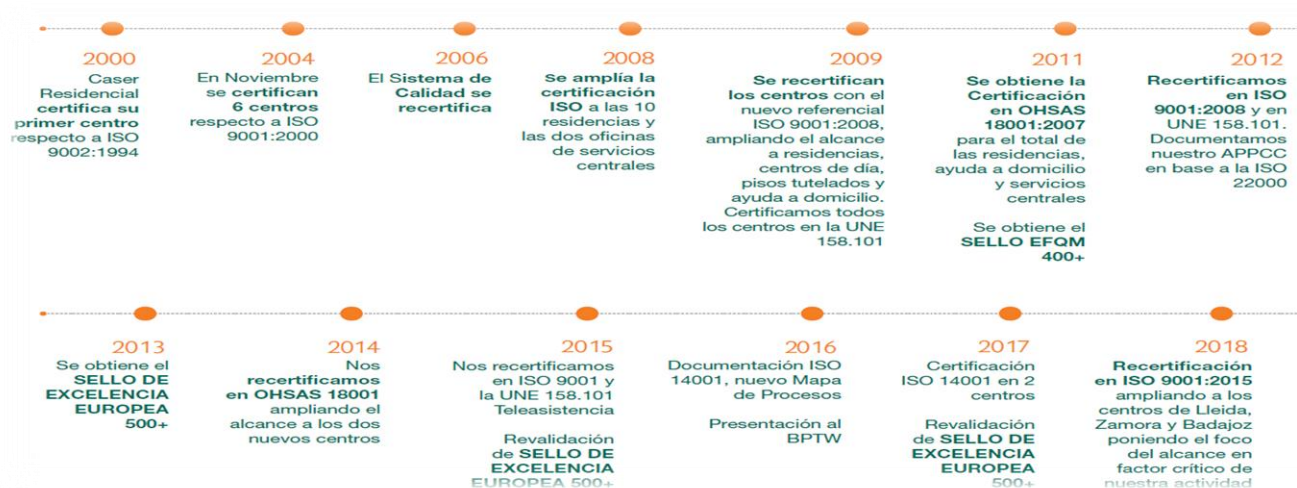 2000
Caser
Residencial
certifica su
primer centro
respecto a ISO
9002:1994
2004
En Noviembre
se certifican
6 centros
respecto a ISO
9001:2000
2006
El Sistema de
Calidad se
recertifica
2008
Se amplía la
certificación
ISO a las 10
residencias y
las dos oficinas
de servicios
centrales
2009
Se recertifican
los centros con el
nuevo referencial
ISO 9001:2008,
ampliando el alcance
a residencias,
centros de día,
pisos tutelados y
ayuda a domicilio.
Certificamos todos
los centros en la UNE
158.101
2011
Se obtiene la
Certificación
en OHSAS
18001:2007
para el total de
las residencias,
ayuda a domicilio
y servicios
centrales
Se obtiene el
SELLO EFQM
400+
2012
Recertificamos
en ISO
9001:2008 y en
UNE 158.101.
Documentamos
nuestro APPCC
en base a la ISO
22000
2013
Se obtiene el
SELLO DE
EXCELENCIA
EUROPEA
500+
2014
Nos
recertificamos
en OHSAS 18001
ampliando el
alcance a los dos
nuevos centros
2015
Nos recertificamos
en ISO 9001 y
la UNE 158.101
Teleasistencia
Revalidación
de SELLO DE
EXCELENCIA
EUROPEA 500+
2016
Documentación ISO
14001, nuevo Mapa
de Procesos
Presentación al
BPTW
2017
Certificación
ISO 14001 en 2
centros
Revalidación
de SELLO DE
EXCELENCIA
EUROPEA
500+
2018
Recertificación
en ISO 9001:2015
ampliando a los
centros de Lleida,
Zamora y Badajoz
poniendo el foco
del alcance en
factor crítico de
nuestra actividad